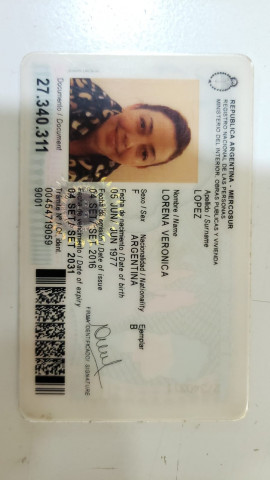 REPUBLICA ARGENTINA - MERCOSUR
REGISTRO NACIONAL DE LAS PERSONAS
MINISTERIO DEL INTERIOR, OBRAS PUBLICAS Y VIVIENDA
Apellido / Surname
LOPEZ
Nombre / Name
LORENA VERONICA
Sexo / Sex Nacionalidad / Nationality Ejemplar
F ARGENTINA B
Fecha de nacimiento / Date of birth
05 JUN/ JUN 1977
Fecha de emisión / Date of issue
04 SET/ SEP 2016
Fecha de vencimiento / Date of expiry
04 SET/ SEP 2031
FIRMA IDENTIFICADO/ SIGNATURE
Documento / Document
27.340.311
Trámite Nº / Of. ident.
00454719059
9001